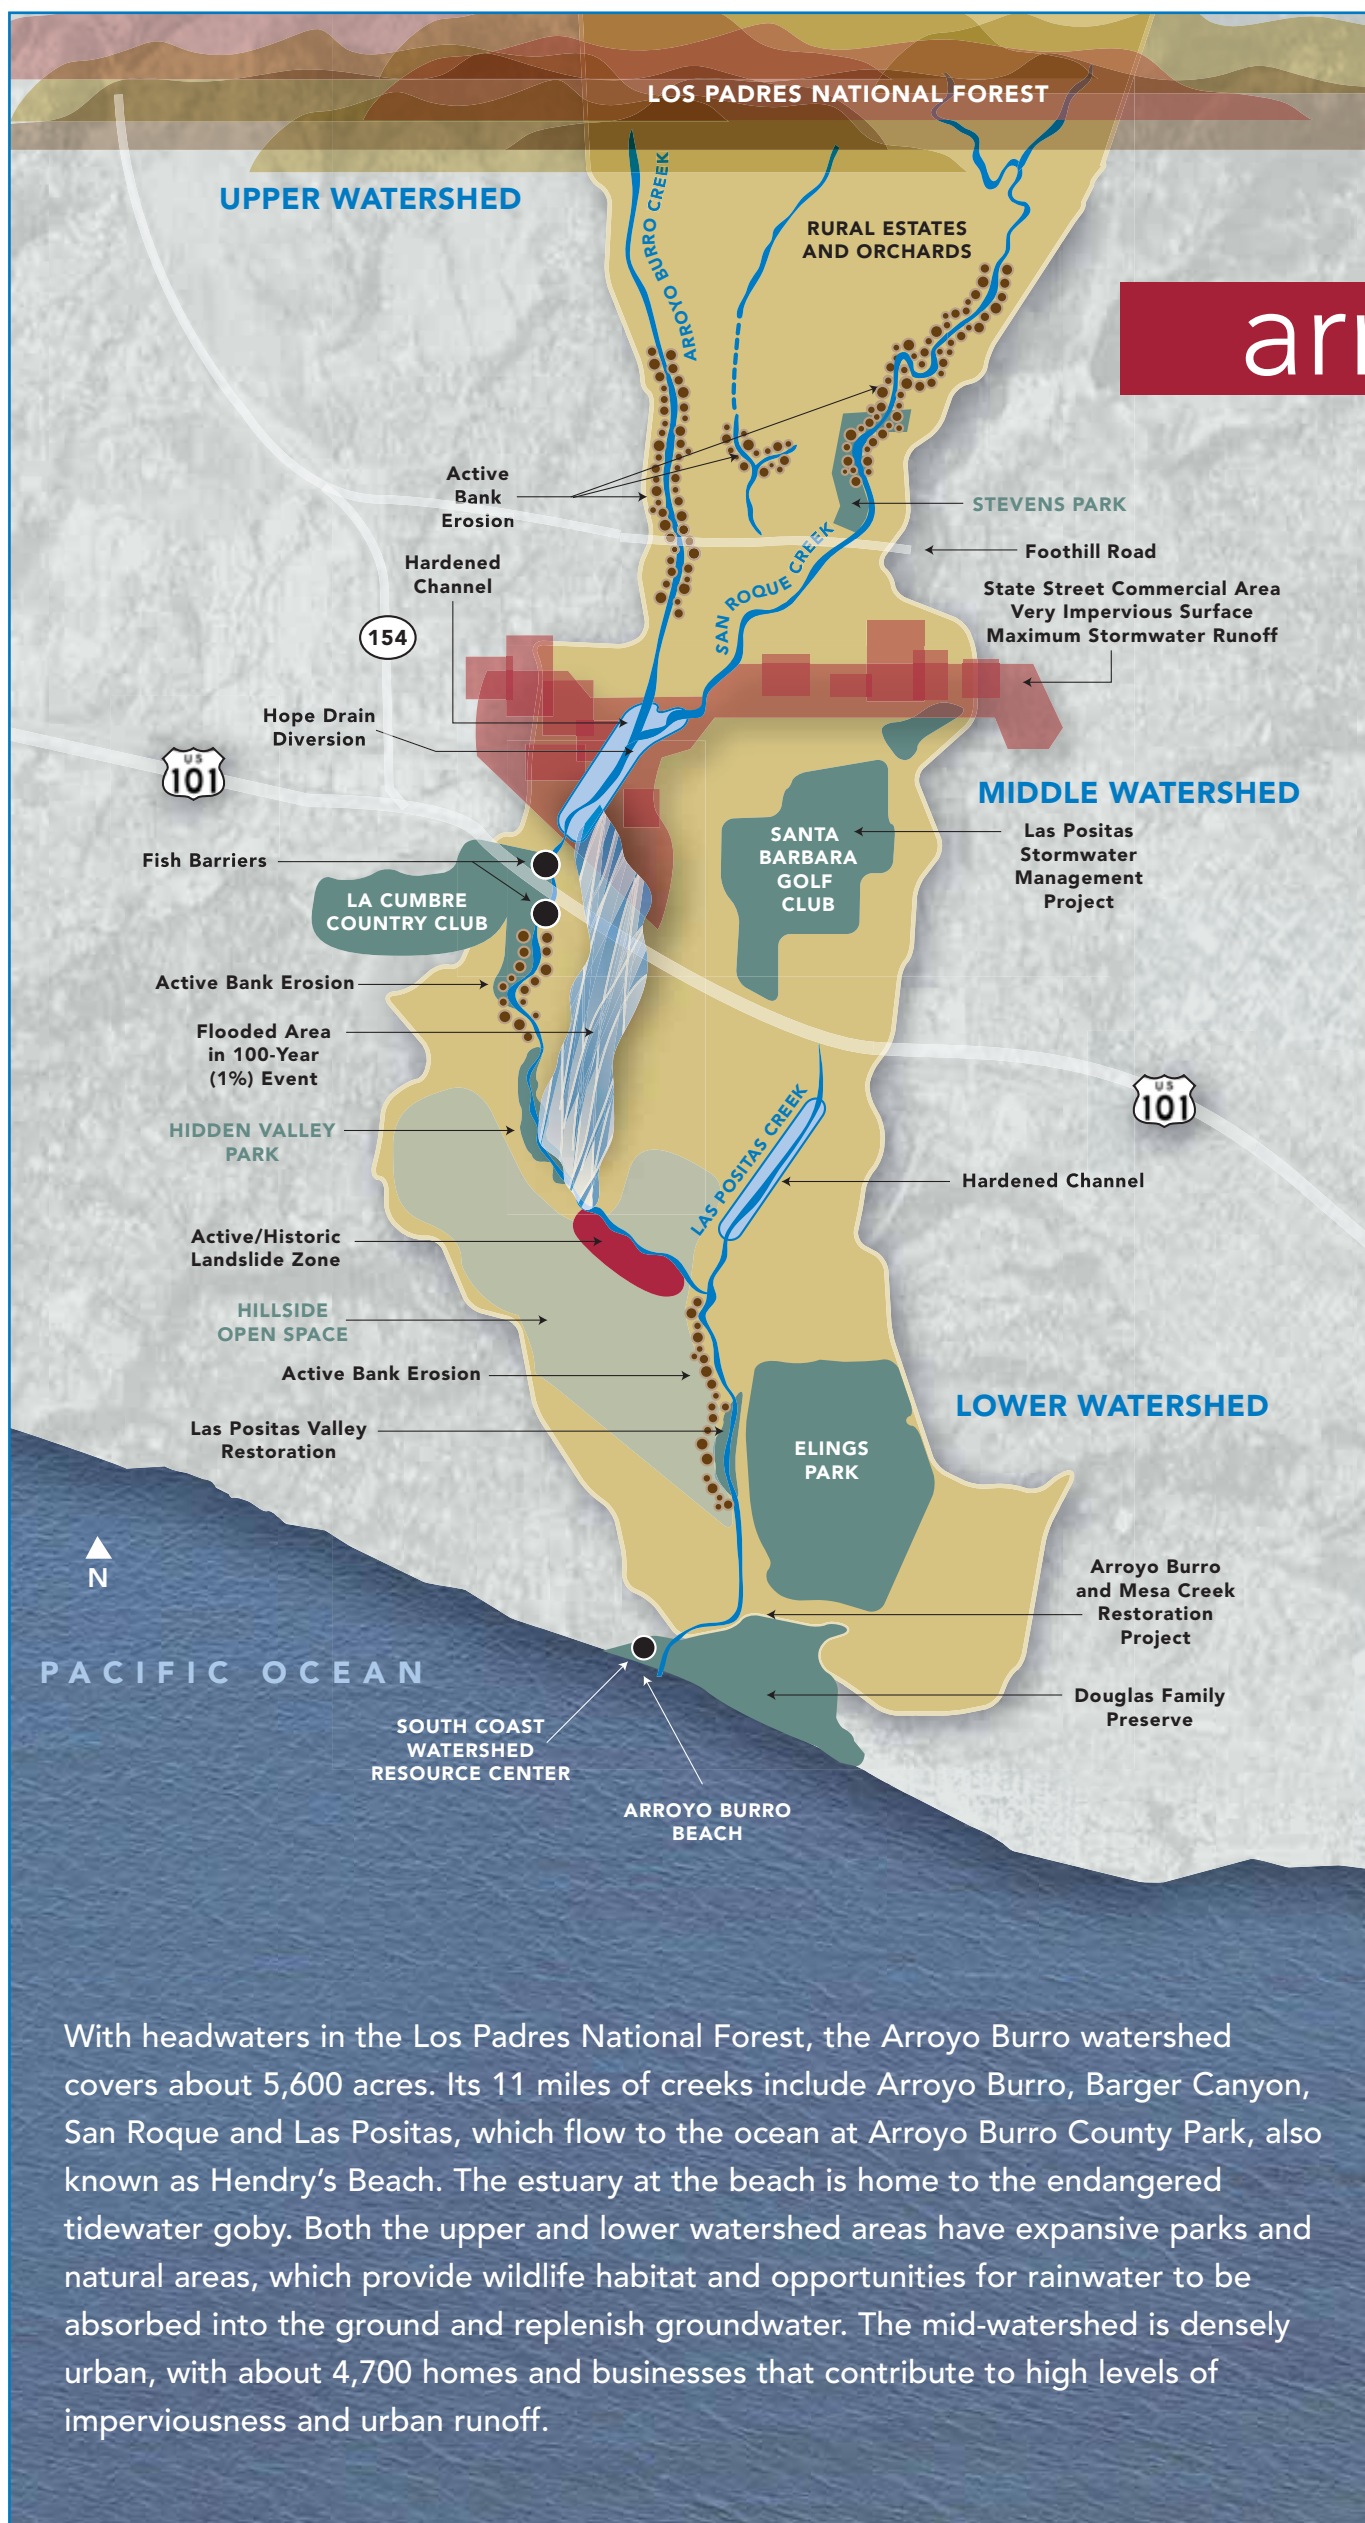 LOS PADRES NATIONAL FOREST
UPPER WATERSHED
ARROYO BURRO CREEK
RURAL ESTATES
AND ORCHARDS
arr
Active
Bank
Erosion
STEVENS PARK
Foothill Road
Hardened
Channel
SAN ROQUE CREEK
State Street Commercial Area
Very Impervious Surface
Maximum Stormwater Runoff
154
Hope Drain
Diversion
US
101
MIDDLE WATERSHED
Las Positas
Stormwater
Management
Project
SANTA
BARBARA
GOLF
CLUB
Fish Barriers
LA CUMBRE
COUNTRY CLUB
Active Bank Erosion
Flooded Area
in 100-Year
(1%) Event
US
101
LAS POSITAS CREEK
HIDDEN VALLEY
PARK
Hardened Channel
Active/Historic
Landslide Zone
HILLSIDE
OPEN SPACE
Active Bank Erosion
LOWER WATERSHED
Las Positas Valley
Restoration
ELINGS
PARK
N
Arroyo Burro
and Mesa Creek
Restoration
Project
PACIFIC OCEAN
Douglas Family
Preserve
SOUTH COAST
WATERSHED
RESOURCE CENTER
ARROYO BURRO
BEACH
With headwaters in the Los Padres National Forest, the Arroyo Burro watershed
covers about 5,600 acres. Its 11 miles of creeks include Arroyo Burro, Barger Canyon,
San Roque and Las Positas, which flow to the ocean at Arroyo Burro County Park, also
known as Hendry’s Beach. The estuary at the beach is home to the endangered
tidewater goby. Both the upper and lower watershed areas have expansive parks and
natural areas, which provide wildlife habitat and opportunities for rainwater to be
absorbed into the ground and replenish groundwater. The mid-watershed is densely
urban, with about 4,700 homes and businesses that contribute to high levels of
imperviousness and urban runoff.